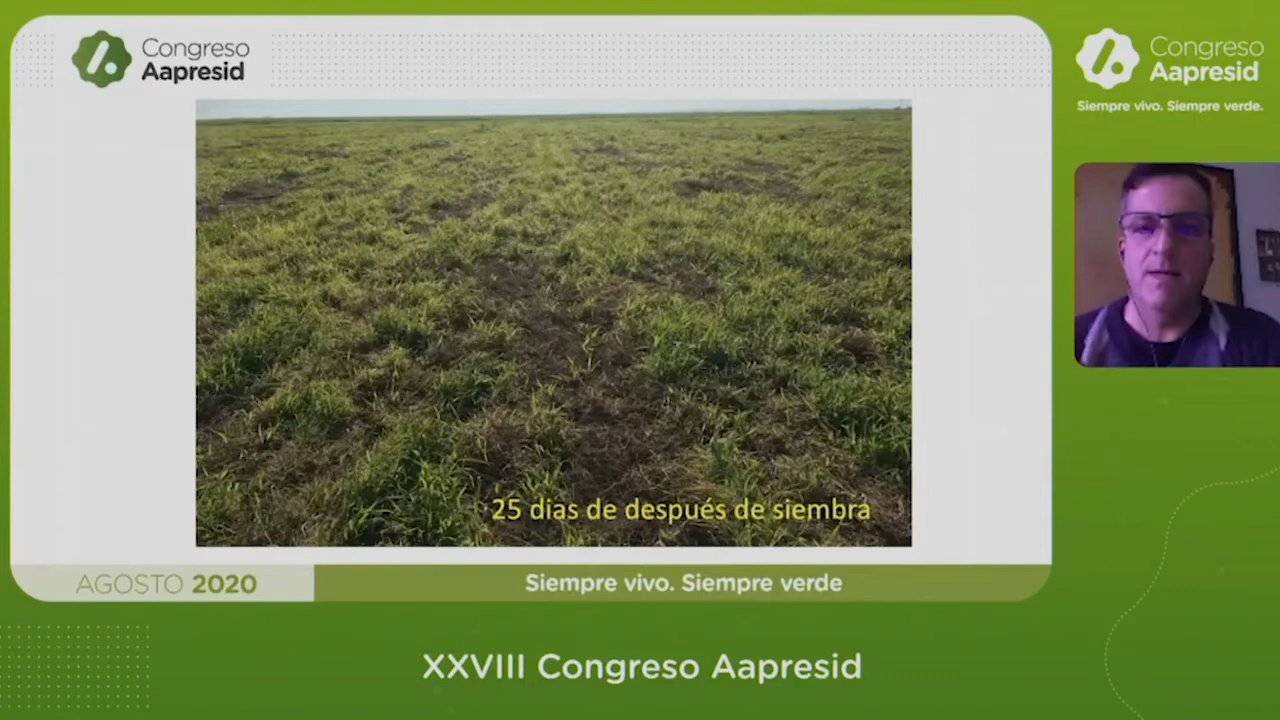 Congreso
Aapresid
Congreso
Aapresid
Siempre vivo. Siempre verde.
25 dias de después de siembra
AGOSTO 2020
Siempre vivo. Siempre verde
XXVIII Congreso Aapresid